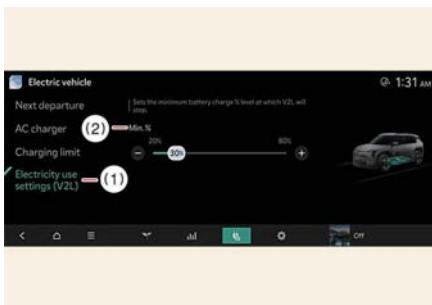 Electric vehicle
1:31 AM
Next departure
Sets the minimum battery charge % level at which V2L will
stop.
AC charger
(2)
Min. %
20%
80%
Charging limit
30%
Electricity use
settings (V2L)
(1)
Off